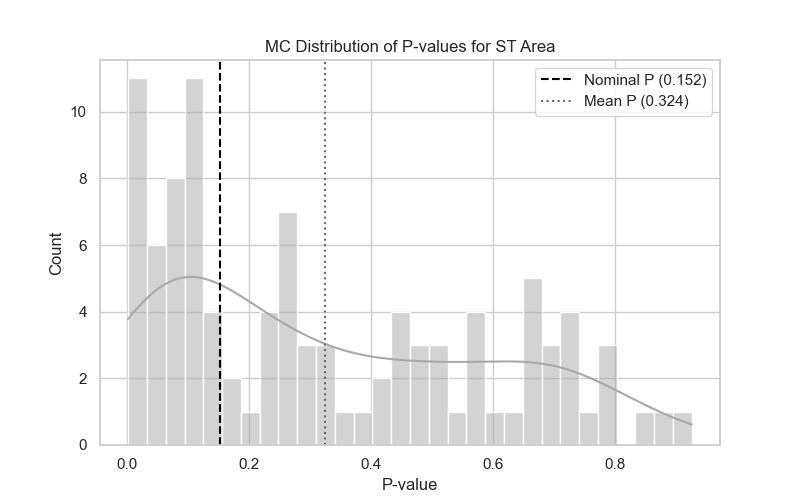 MC Distribution of P-values for ST Area
Nominal P (0.152)
Mean P (0.324)
10
8
6
4
2
0
Count
0.0 0.2 0.4 0.6 0.8
P-value